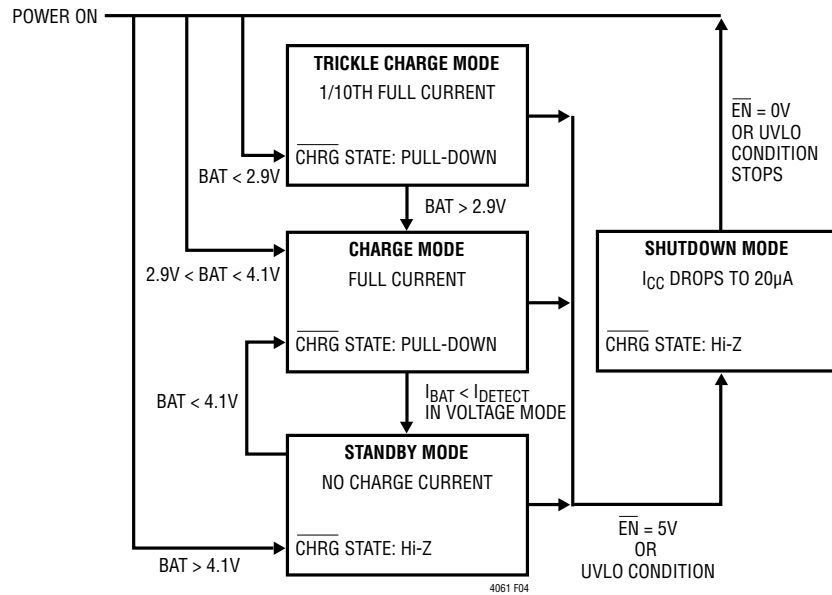 POWER ON
TRICKLE CHARGE MODE
1/10TH FULL CURRENT
CHRG STATE: PULL-DOWN
BAT < 2.9V
BAT > 2.9V
CHARGE MODE
FULL CURRENT
CHRG STATE: PULL-DOWN
2.9V < BAT < 4.1V
BAT < 4.1V
IBAT < IDETECT
IN VOLTAGE MODE
STANDBY MODE
NO CHARGE CURRENT
CHRG STATE: Hi-Z
BAT > 4.1V
EN = 0V
OR UVLO
CONDITION
STOPS
SHUTDOWN MODE
ICC DROPS TO 20µA
CHRG STATE: Hi-Z
EN = 5V
OR
UVLO CONDITION
4061 F04